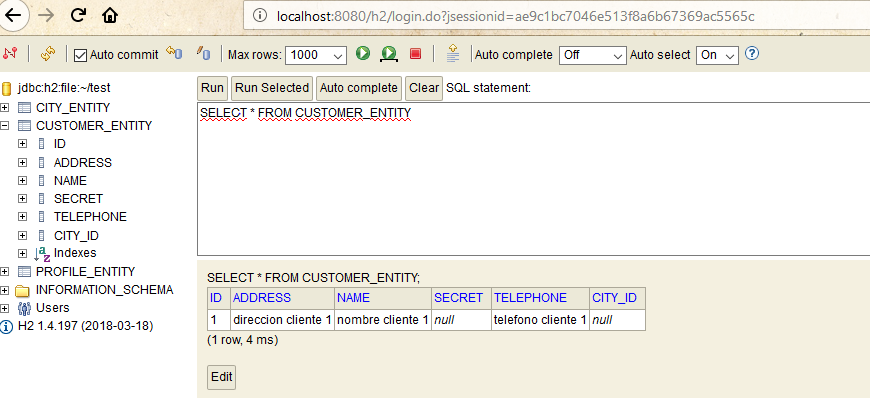 localhost:8080/h2/login.do?jsessionid=ae9c1bc7046e513f8a6b67369ac5565c
Auto commit Max rows: 1000 Auto complete Off Auto select On ?
jdbc:h2:file:~/test
CITY_ENTITY
CUSTOMER_ENTITY
ID
ADDRESS
NAME
SECRET
TELEPHONE
CITY_ID
Indexes
PROFILE_ENTITY
INFORMATION_SCHEMA
Users
H2 1.4.197 (2018-03-18)
Run Run Selected Auto complete Clear SQL statement:
SELECT * FROM CUSTOMER_ENTITY
SELECT * FROM CUSTOMER_ENTITY;
ID ADDRESS NAME SECRET TELEPHONE CITY_ID
1 direccion cliente 1 nombre cliente 1 null telefono cliente 1 null
(1 row, 4 ms)
Edit